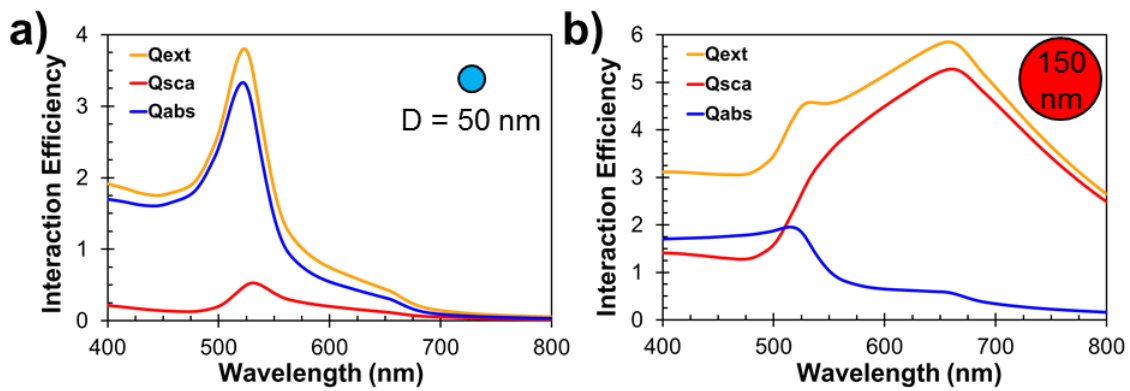 a)
Interaction Efficiency
4
3
2
1
0
Qext
Qsca
Qabs
D = 50 nm
400 500 600 700 800
Wavelength (nm)
b)
Interaction Efficiency
6
5
4
3
2
1
0
Qext
Qsca
Qabs
150
nm
400 500 600 700 800
Wavelength (nm)